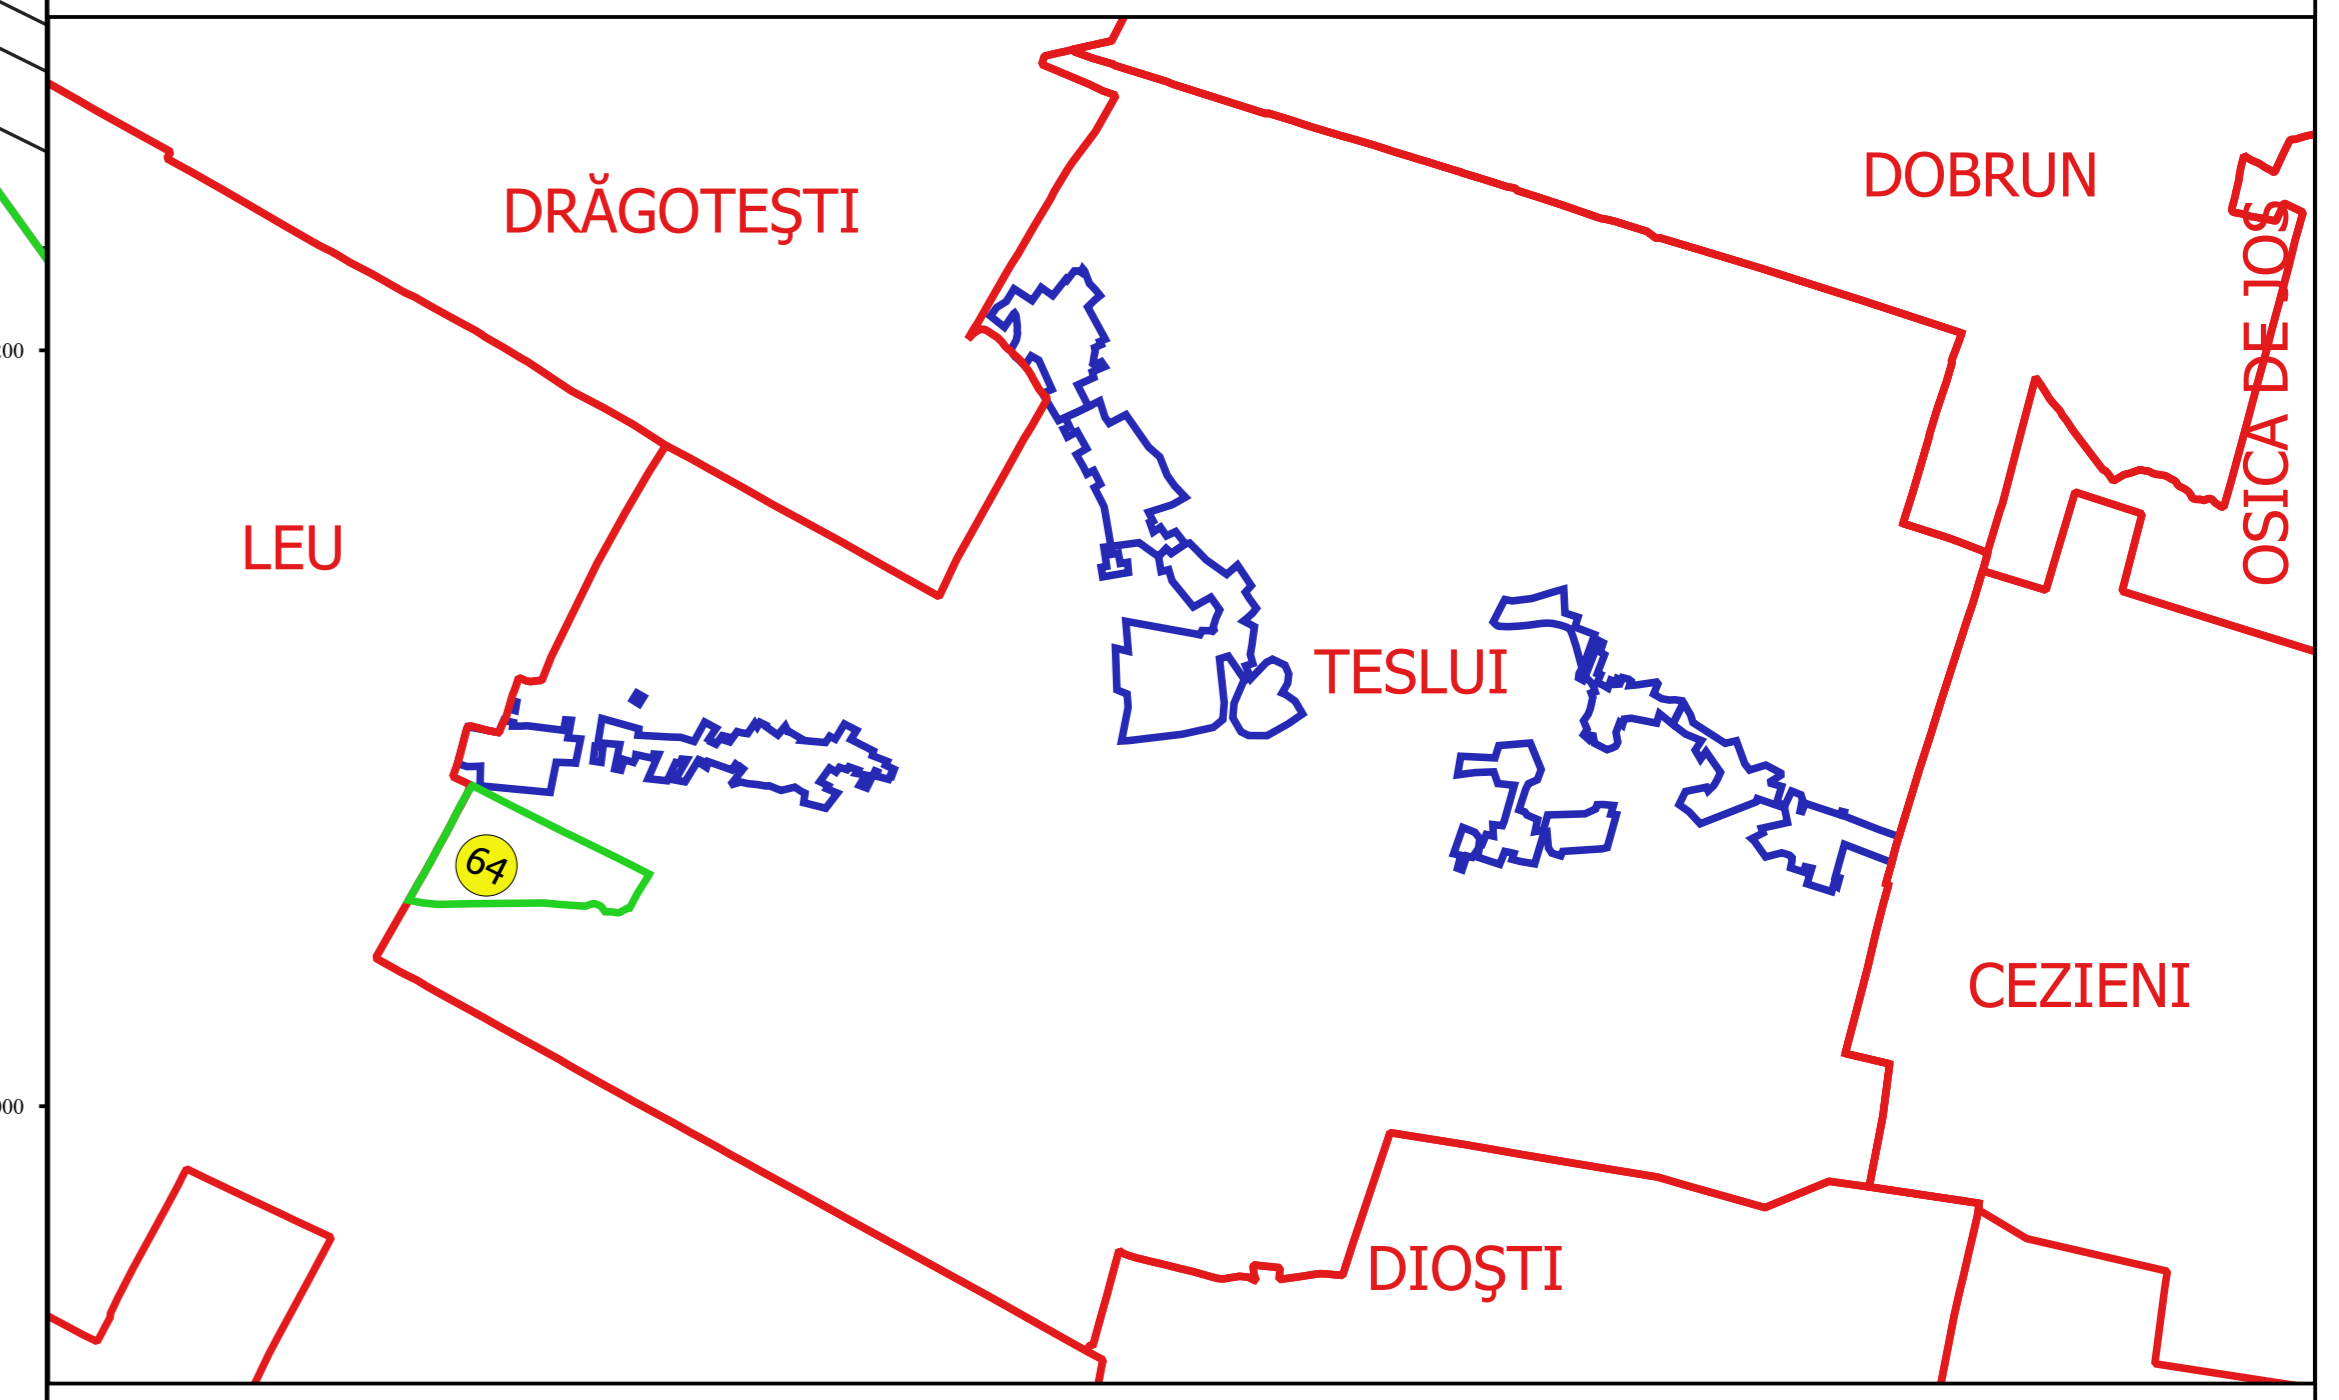 DOBRUN
DRĂGOTEŞTI
OSICA DE JOS
LEU
TESLUI
64
CEZIENI
DIOŞTI